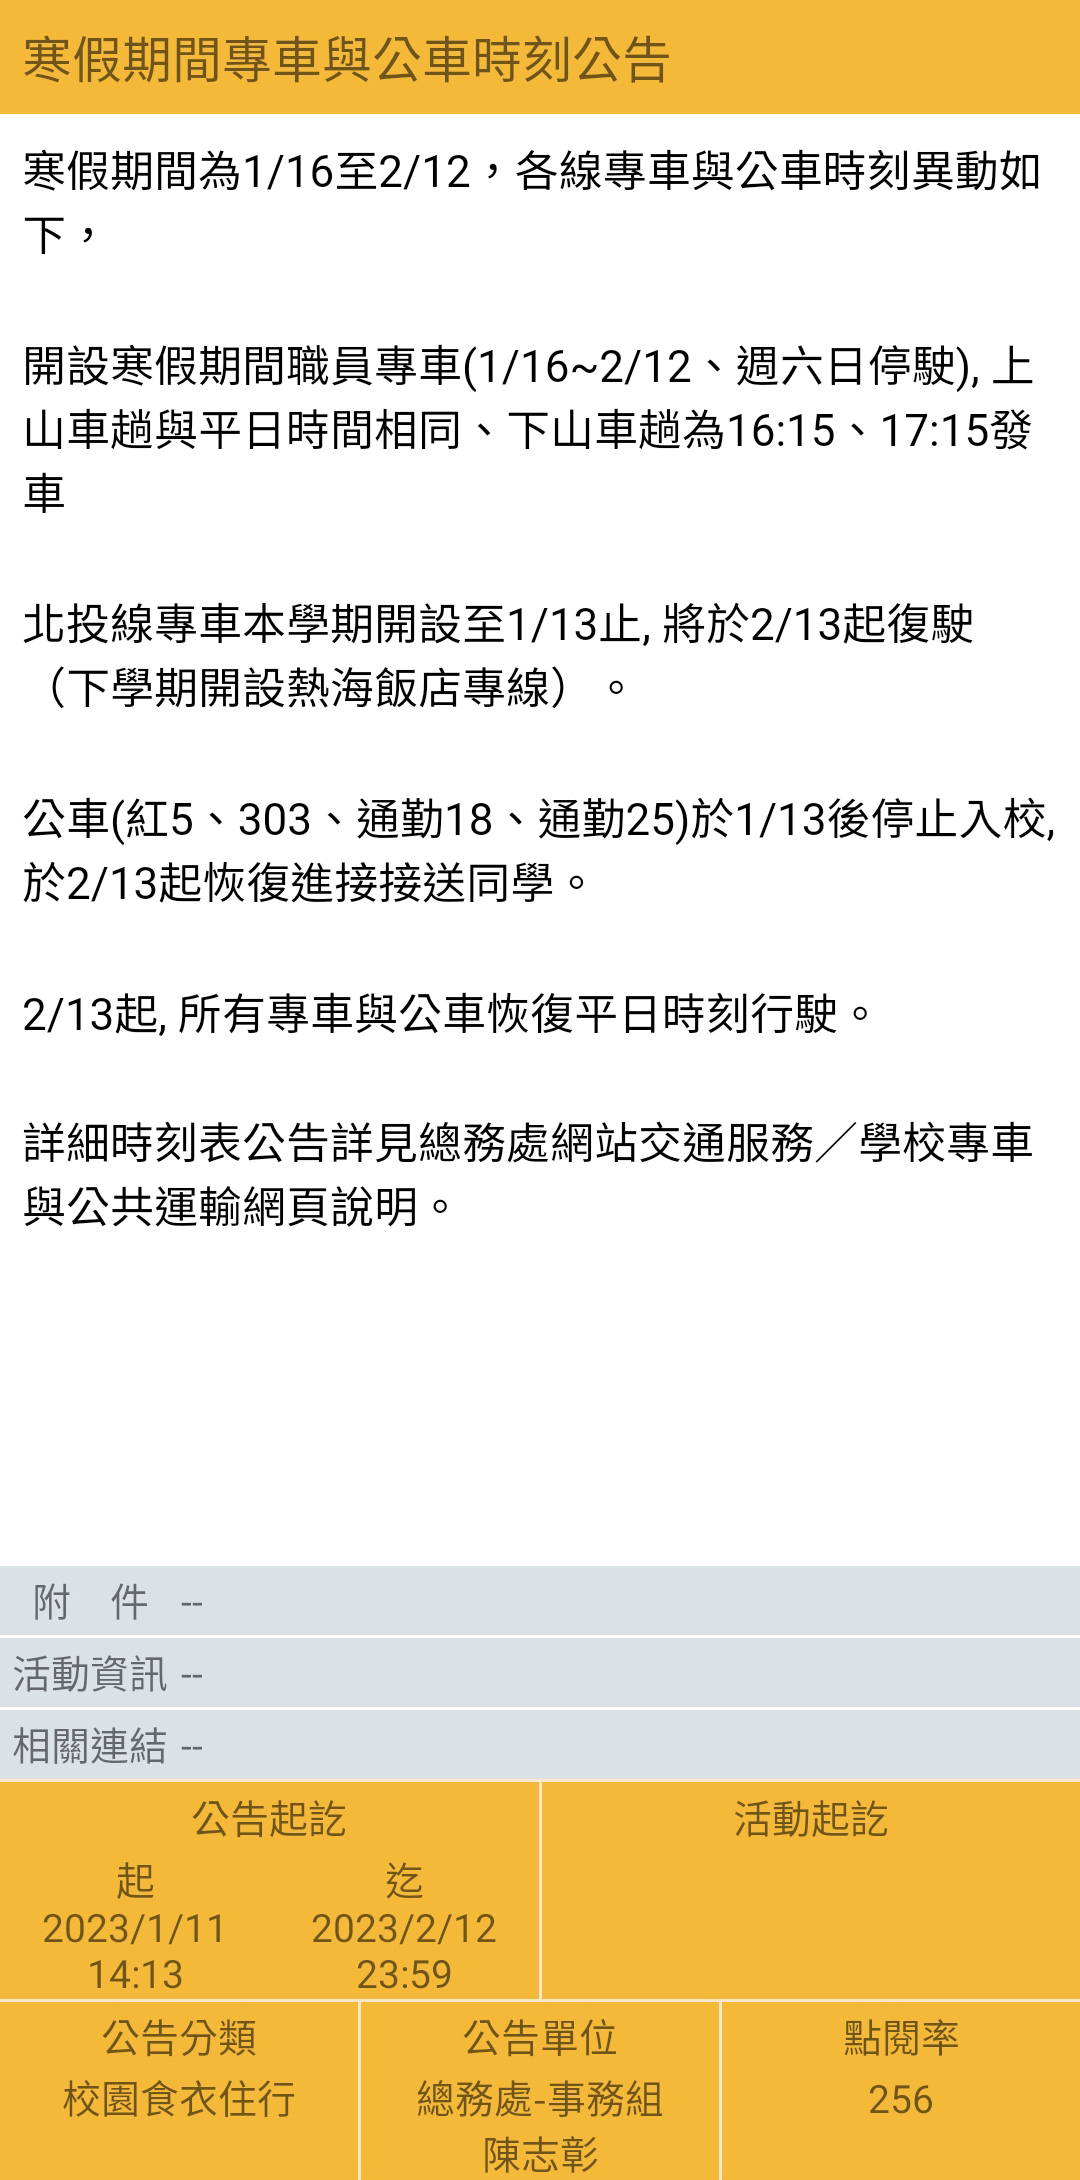 寒假期間專車與公車時刻公告
寒假期間為1/16至2/12，各線專車與公車時刻異動如
下，
開設寒假期間職員專車(1/16~2/12、週六日停駛), 上
山車趟與平日時間相同、下山車趟為16:15、17:15發
車
北投線專車本學期開設至1/13止, 將於2/13起復駛
（下學期開設熱海飯店專線）。
公車(紅5、303、通勤18、通勤25)於1/13後停止入校,
於2/13起恢復進接接送同學。
2/13起, 所有專車與公車恢復平日時刻行駛。
詳細時刻表公告詳見總務處網站交通服務／學校專車
與公共運輸網頁說明。
附　件 --
活動資訊 --
相關連結 --
公告起訖 活動起訖
起 迄
2023/1/11 2023/2/12
14:13 23:59
公告分類 公告單位 點閱率
校園食衣住行 總務處-事務組 256
陳志彰